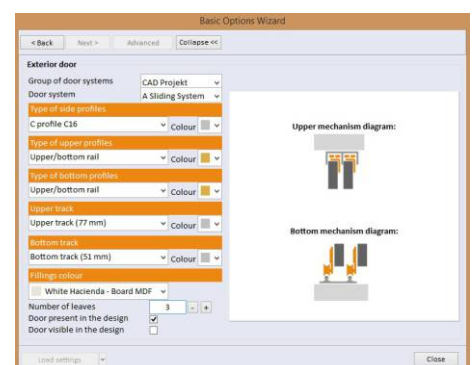 Basic Options Wizard
< Back Next > Advanced Collapse <<
Exterior door
Group of door systems CAD Projekt
Door system A Sliding System
Type of side profiles
C profile C16 Colour
Type of upper profiles
Upper/bottom rail Colour
Type of bottom profiles
Upper/bottom rail Colour
Upper track
Upper track (77 mm) Colour
Bottom track
Bottom track (51 mm) Colour
Fillings colour
White Hacienda - Board MDF
Number of leaves 3 - +
Door present in the design
Door visible in the design
Upper mechanism diagram:
Bottom mechanism diagram:
Load settings Close